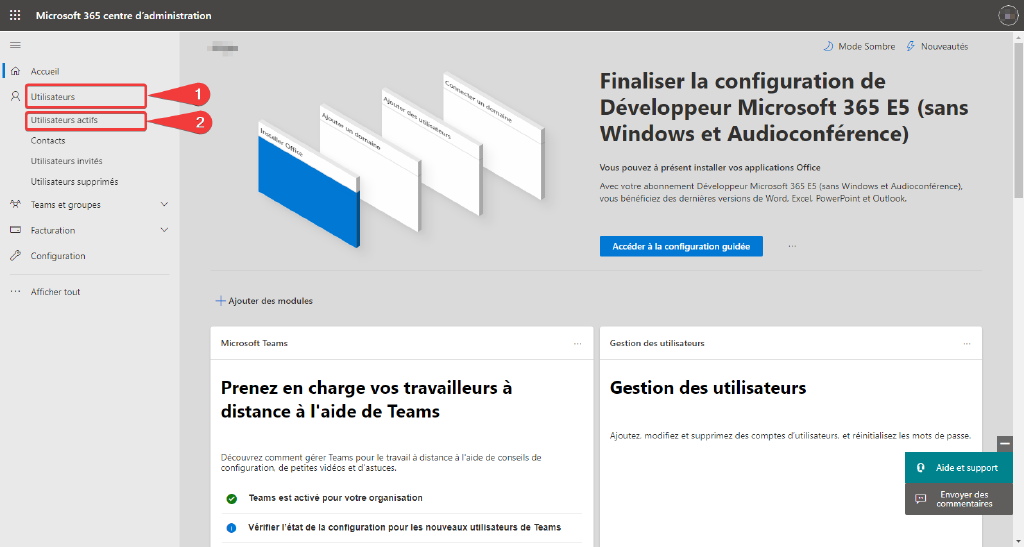 Microsoft 365 centre d'administration
Mode Sombre
Nouveautés
Accueil
Utilisateurs
1
Utilisateurs actifs
2
Contacts
Utilisateurs invités
Utilisateurs supprimés
Teams et groupes
Facturation
Configuration
Afficher tout
Installer Office
Ajouter un domaine
Ajouter des utilisateurs
Connecter un domaine
Finaliser la configuration de
Développeur Microsoft 365 E5 (sans
Windows et Audioconférence)
Vous pouvez à présent installer vos applications Office
Avec votre abonnement Développeur Microsoft 365 E5 (sans Windows et Audioconférence),
vous bénéficiez des dernières versions de Word, Excel, PowerPoint et Outlook.
Accéder à la configuration guidée
Ajouter des modules
Microsoft Teams
Prenez en charge vos travailleurs à
distance à l'aide de Teams
Découvrez comment gérer Teams pour le travail à distance à l'aide de conseils de
configuration, de petites vidéos et d'astuces.
Teams est activé pour votre organisation
Vérifier l'état de la configuration pour les nouveaux utilisateurs de Teams
Gestion des utilisateurs
Gestion des utilisateurs
Ajoutez, modifiez et supprimez des comptes d'utilisateurs, et réinitialisez les mots de passe.
Aide et support
Envoyer des
commentaires